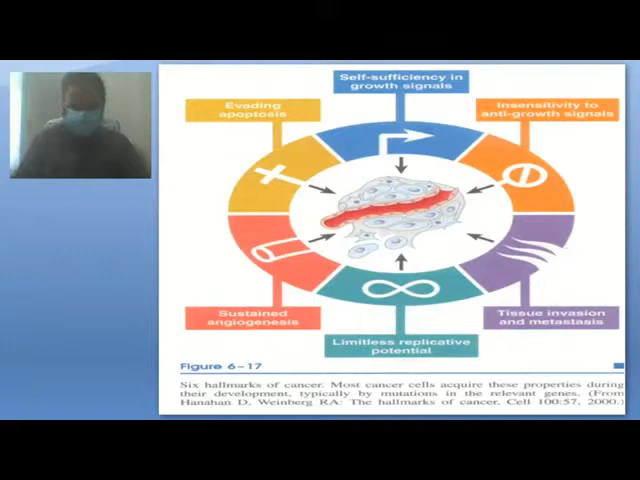 Self-sufficiency in
growth signals
Evading
apoptosis
Insensitivity to
anti-growth signals
Sustained
angiogenesis
Tissue invasion
and metastasis
Limitless replicative
potential
Figure 6-17
Six hallmarks of cancer. Most cancer cells acquire these properties during
their development, typically by mutations in the relevant genes. (From
Hanahan D, Weinberg RA: The hallmarks of cancer. Cell 100:57, 2000.)